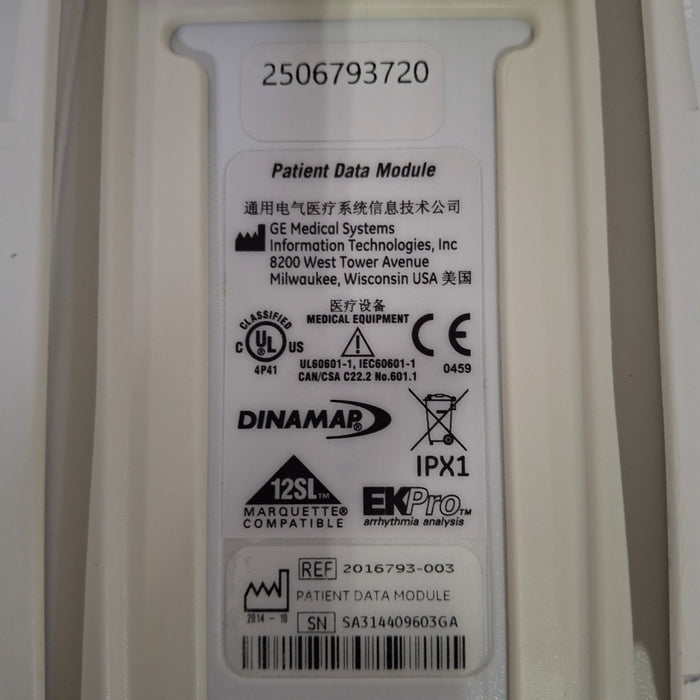 2506793720
Patient Data Module
通用电气医疗系统信息技术公司
GE Medical Systems
Information Technologies, Inc
8200 West Tower Avenue
Milwaukee, Wisconsin USA 美国
医疗设备
MEDICAL EQUIPMENT
CLASSIFIED
C UL® US
4P41
UL60601-1, IEC60601-1
CAN/CSA C22.2 No.601.1
CE
0459
DINAMAP®
IPX1
12SL™
MARQUETTE®
COMPATIBLE
EKPro™
arrhythmia analysis
REF 2016793-003
PATIENT DATA MODULE
2014-10
SN SA314409603GA